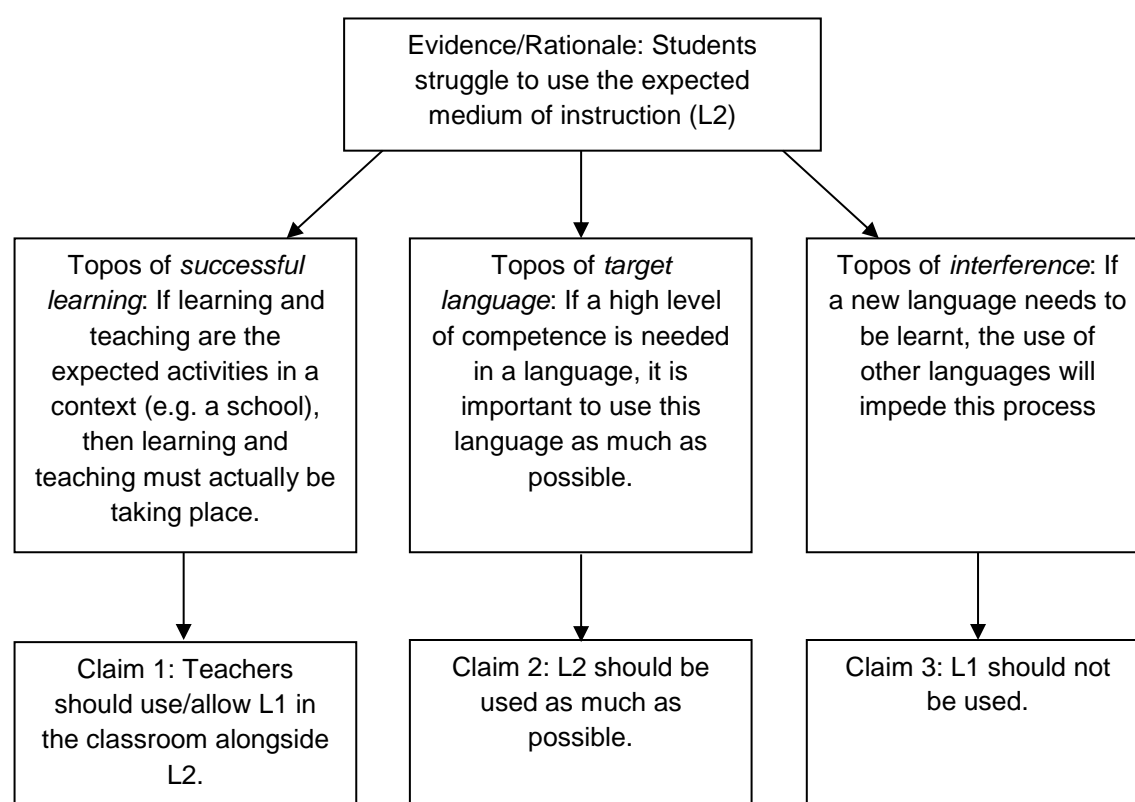 Evidence/Rationale: Students
struggle to use the expected
medium of instruction (L2)
Topos of successful
learning: If learning and
teaching are the
expected activities in a
context (e.g. a school),
then learning and
teaching must actually be
taking place.
Topos of target
language: If a high level
of competence is needed
in a language, it is
important to use this
language as much as
possible.
Topos of interference: If
a new language needs to
be learnt, the use of
other languages will
impede this process
Claim 1: Teachers
should use/allow L1 in
the classroom alongside
L2.
Claim 2: L2 should be
used as much as
possible.
Claim 3: L1 should not
be used.